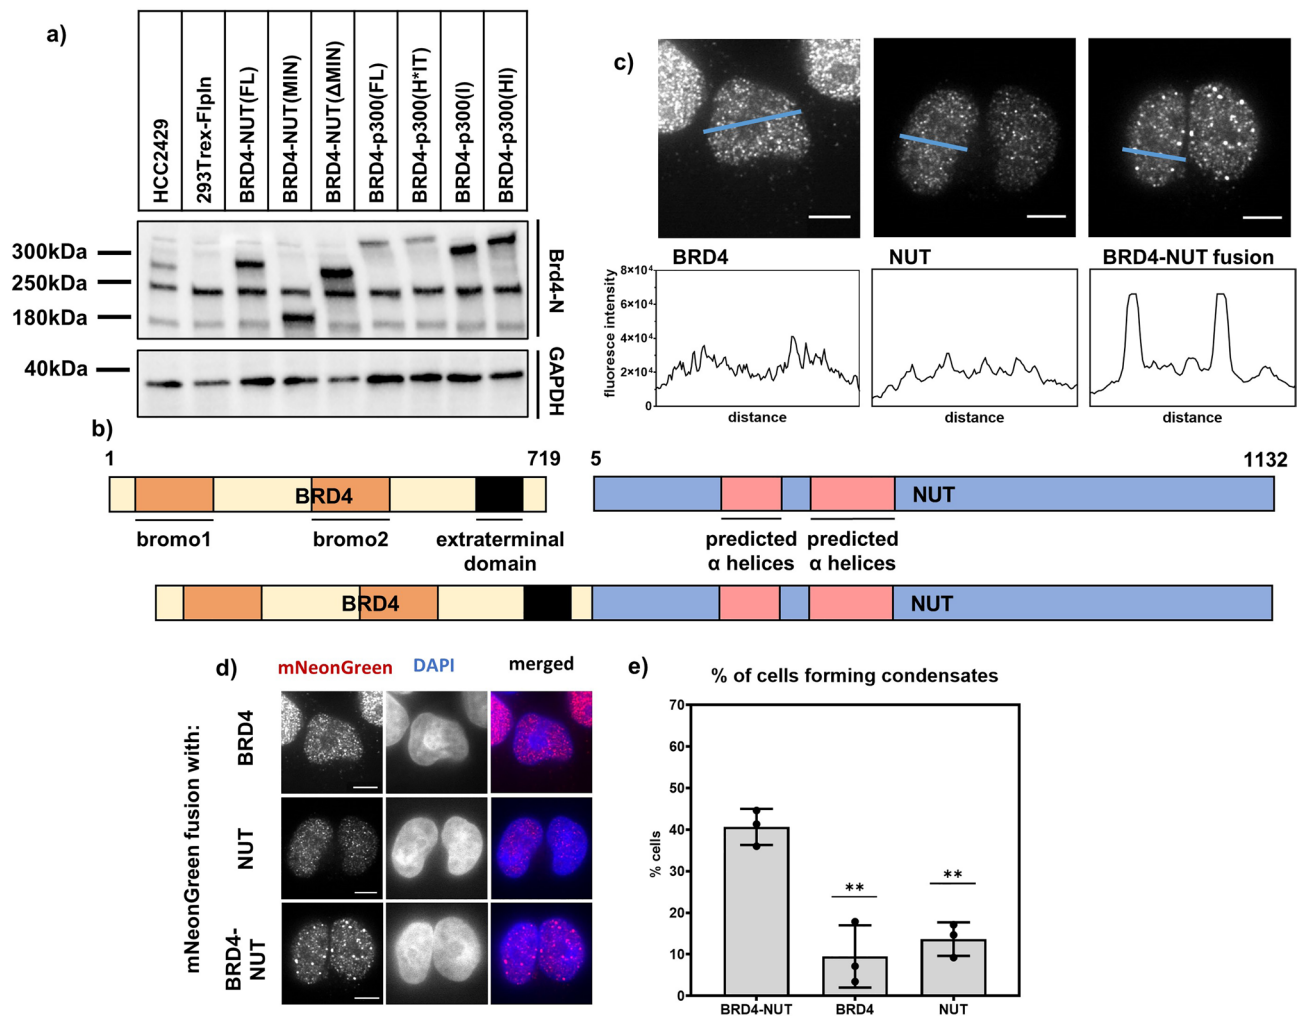 a)
HCC2429
293Trex-FlpIn
BRD4-NUT(FL)
BRD4-NUT(MIN)
BRD4-NUT(ΔMIN)
BRD4-p300(FL)
BRD4-p300(H*IT)
BRD4-p300(I)
BRD4-p300(HI)
300kDa
250kDa
180kDa
40kDa
Brd4-N
GAPDH
c)
BRD4
NUT
BRD4-NUT fusion
fluoresce intensity
8×10⁴
6×10⁴
4×10⁴
2×10⁴
0
distance
distance
distance
b)
1
719
5
1132
BRD4
NUT
bromo1
bromo2
extraterminal
domain
predicted
α helices
predicted
α helices
BRD4
NUT
d)
mNeonGreen
DAPI
merged
mNeonGreen fusion with:
BRD4
NUT
BRD4-
NUT
e)
% of cells forming condensates
% cells
70
60
50
40
30
20
10
0
**
**
BRD4-NUT
BRD4
NUT